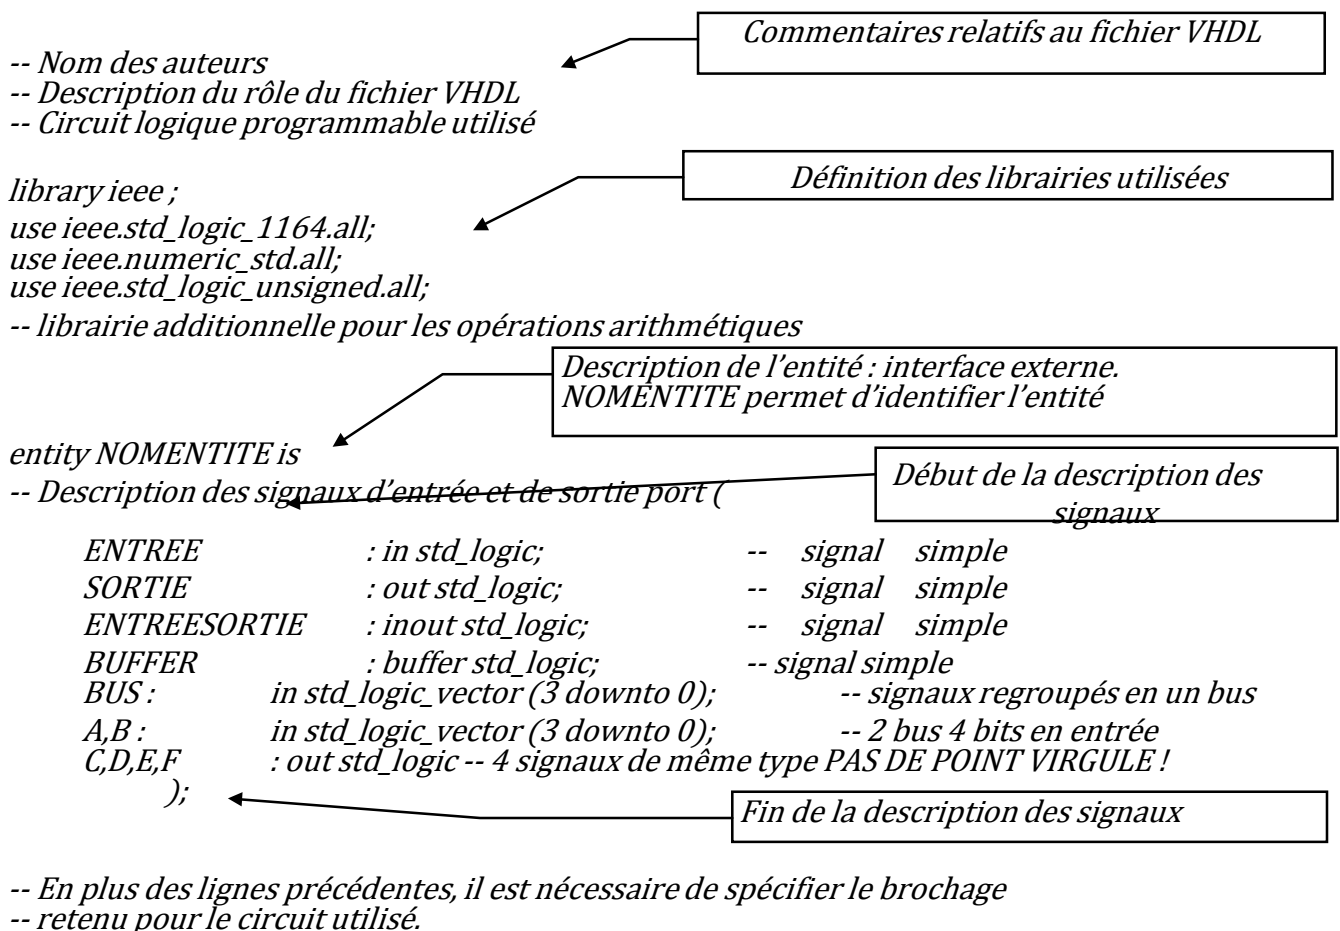 Commentaires relatifs au fichier VHDL
-- Nom des auteurs
-- Description du rôle du fichier VHDL
-- Circuit logique programmable utilisé
Définition des librairies utilisées
library ieee ;
use ieee.std_logic_1164.all;
use ieee.numeric_std.all;
use ieee.std_logic_unsigned.all;
-- librairie additionnelle pour les opérations arithmétiques
Description de l’entité : interface externe.
NOMENTITE permet d’identifier l’entité
entity NOMENTITE is
Début de la description des
signaux
-- Description des signaux d’entrée et de sortie port (
ENTREE : in std_logic; -- signal simple
SORTIE : out std_logic; -- signal simple
ENTREESORTIE : inout std_logic; -- signal simple
BUFFER : buffer std_logic; -- signal simple
BUS : in std_logic_vector (3 downto 0); -- signaux regroupés en un bus
A,B : in std_logic_vector (3 downto 0); -- 2 bus 4 bits en entrée
C,D,E,F : out std_logic -- 4 signaux de même type PAS DE POINT VIRGULE !
);
Fin de la description des signaux
-- En plus des lignes précédentes, il est nécessaire de spécifier le brochage
-- retenu pour le circuit utilisé.